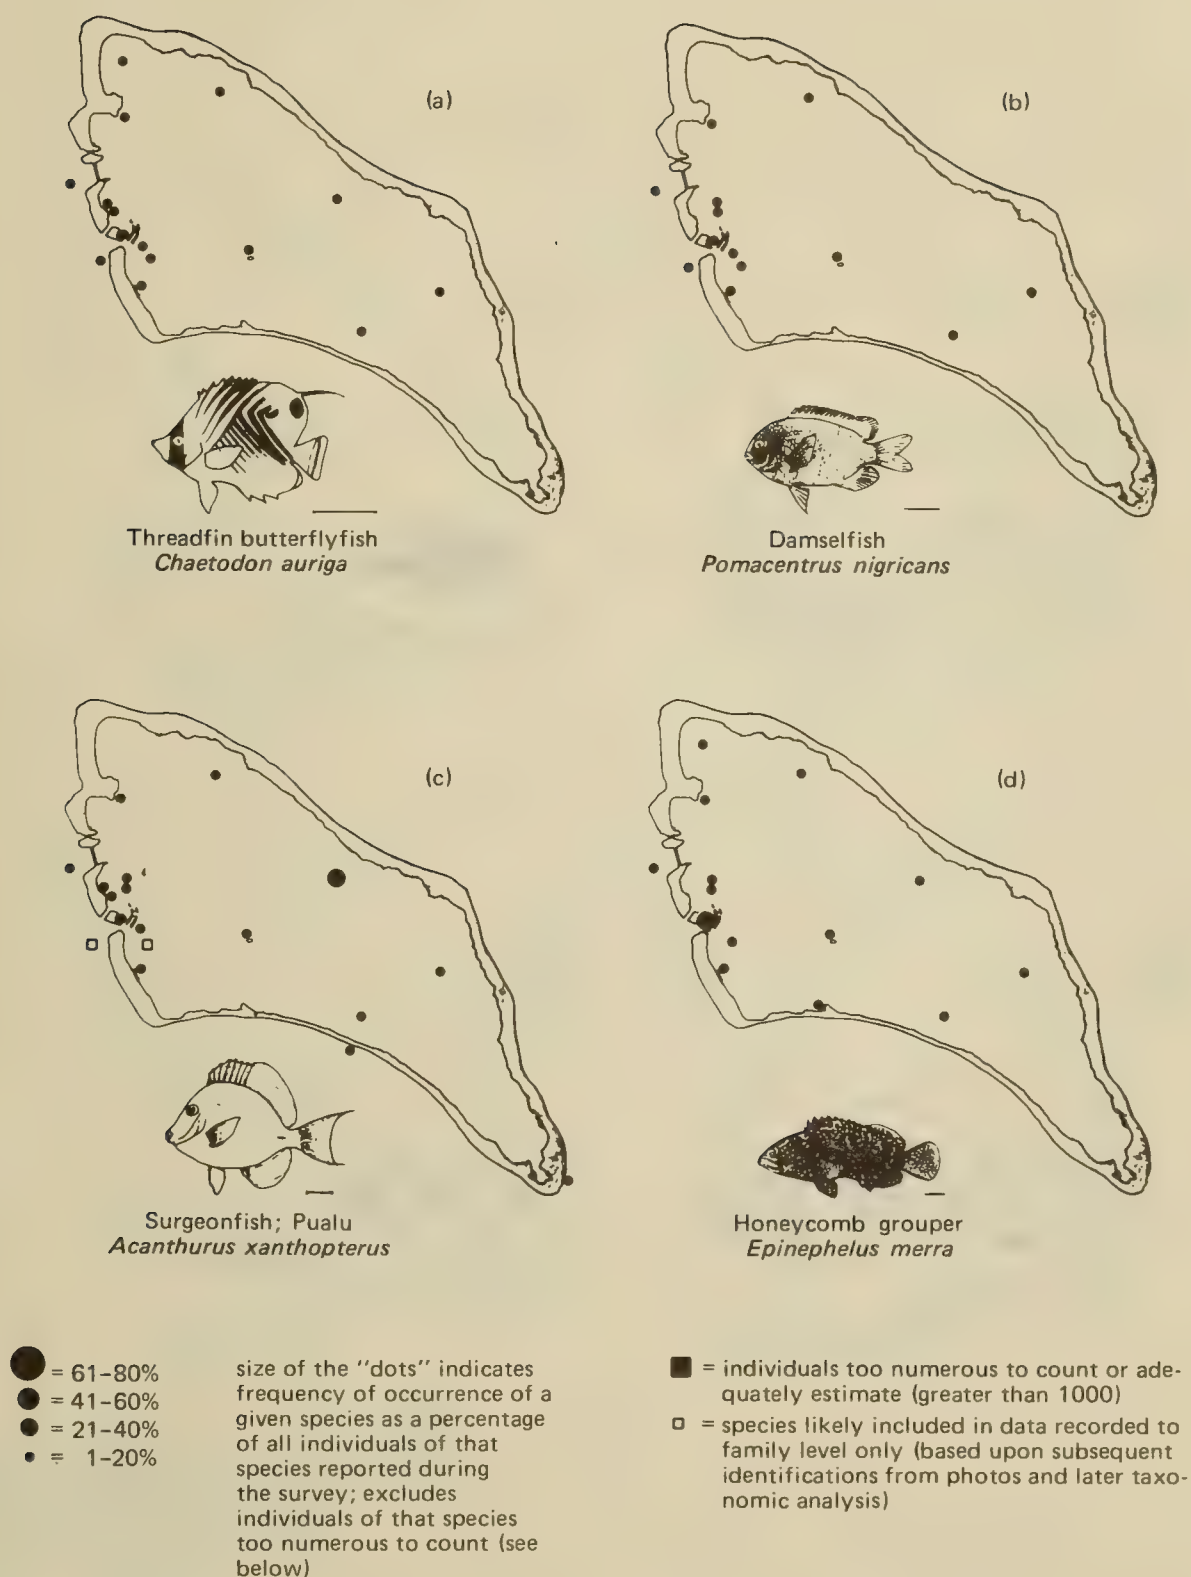 (a)
(b)
Threadfin butterflyfish
Chaetodon auriga
Damselfish
Pomacentrus nigricans
(c)
(d)
Surgeonfish; Pualu
Acanthurus xanthopterus
Honeycomb grouper
Epinephelus merra
= 61-80%
= 41-60%
= 21-40%
= 1-20%
size of the "dots" indicates
frequency of occurrence of a
given species as a percentage
of all individuals of that
species reported during
the survey; excludes
individuals of that species
too numerous to count (see
below)
= individuals too numerous to count or ade-
quately estimate (greater than 1000)
= species likely included in data recorded to
family level only (based upon subsequent
identifications from photos and later taxo-
nomic analysis)